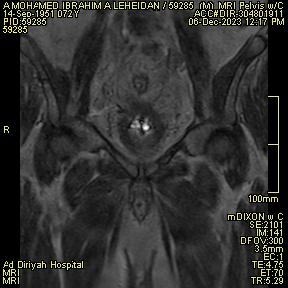 A MOHAMED IBRAHIM A LEHEIDAN / 59285 (M) MRI Pelvis w/C
14-Sep-1951 072Y ACC#DIR-304801911
PID:59285 06-Dec-2023 12:17 PM
59285
R
100mm
mDIXON w C
SE:2101
IM:141
DFOV:300
3.5mm
EC:1
Ad Diriyah Hospital TE:4.75
MRI ET:70
MRI TR:5.29